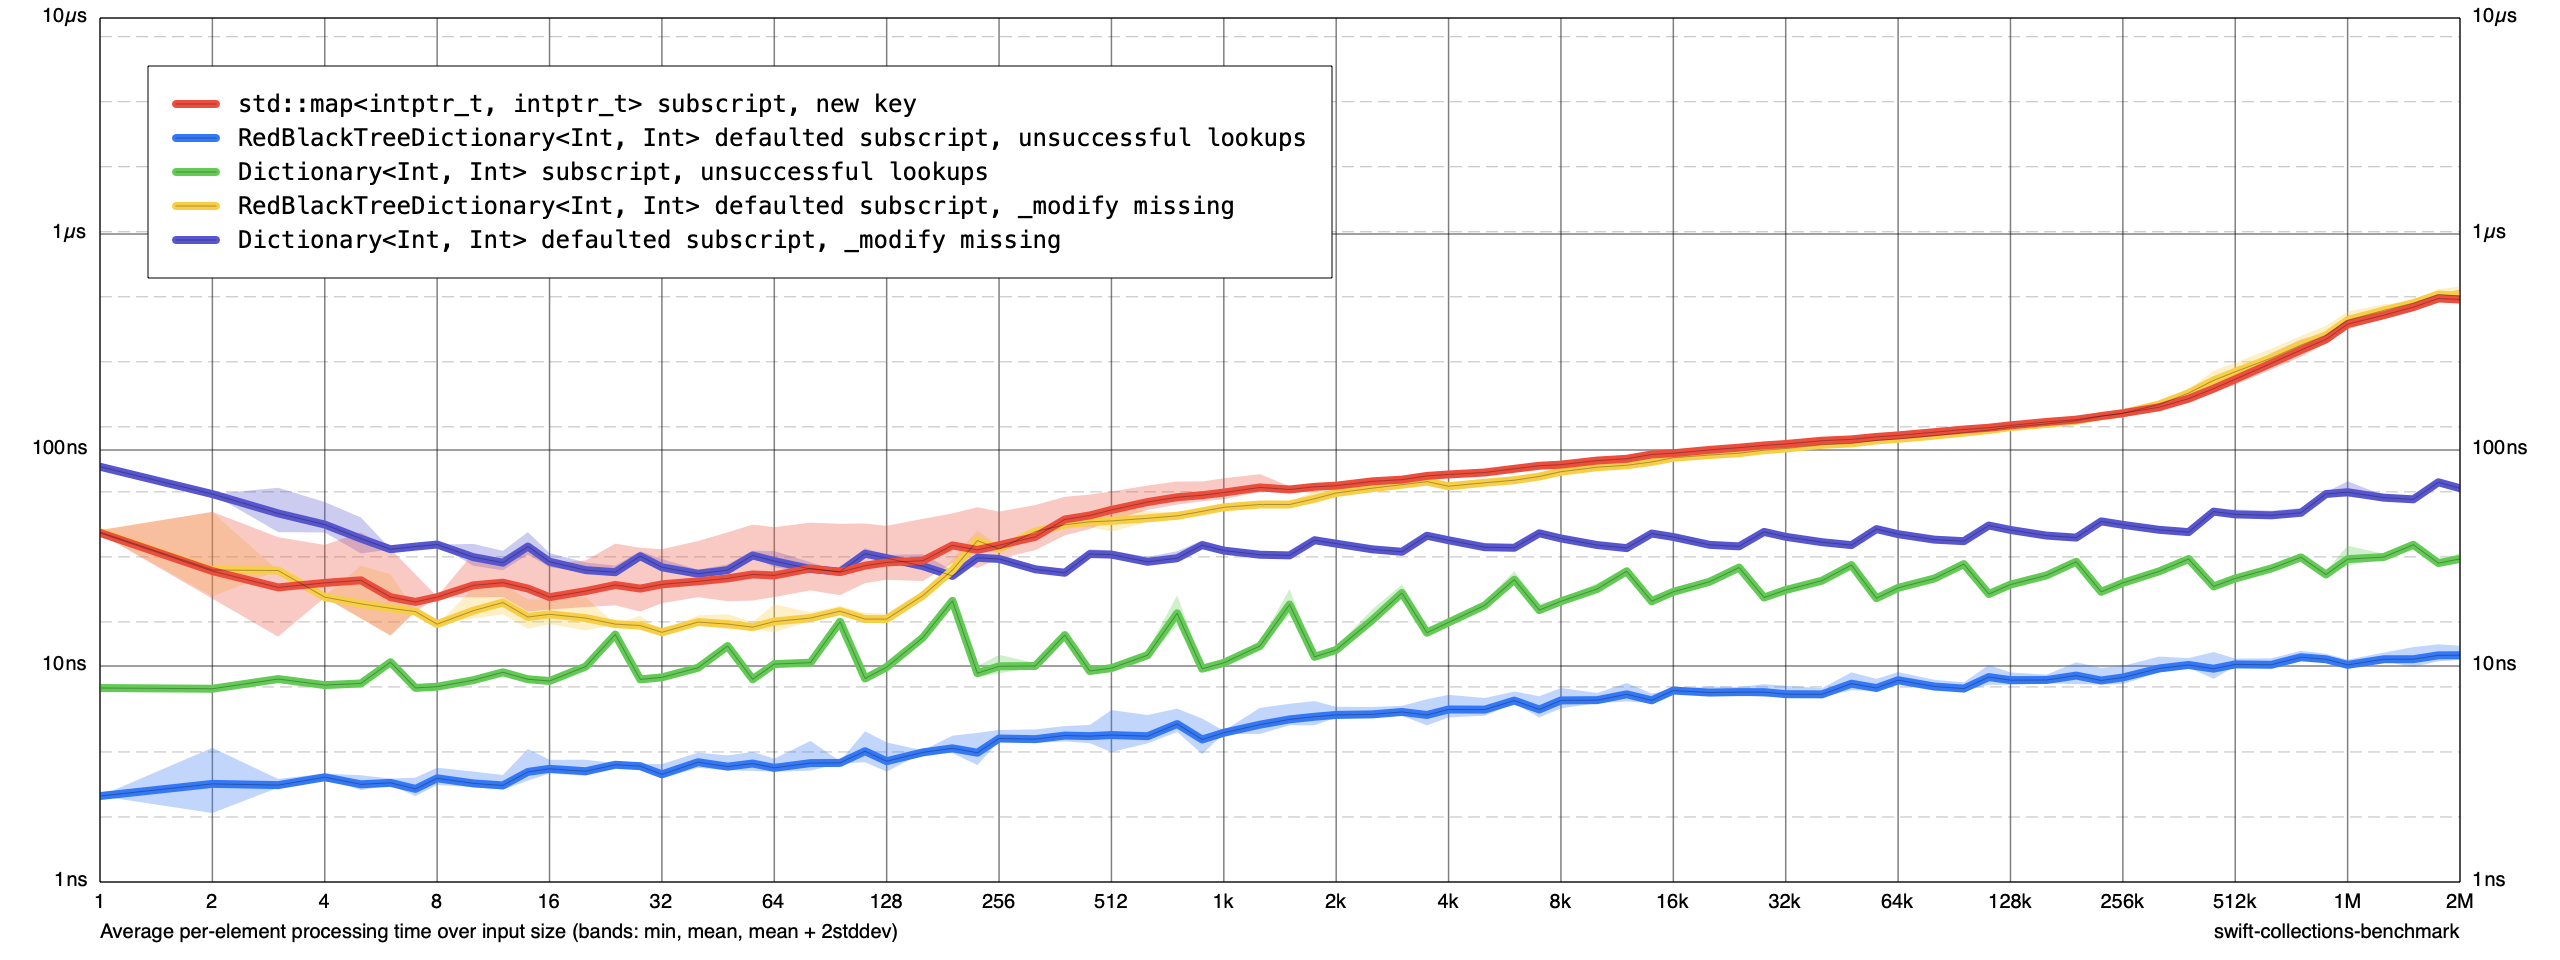 10µs 10µs
std::map<intptr_t, intptr_t> subscript, new key
RedBlackTreeDictionary<Int, Int> defaulted subscript, unsuccessful lookups
Dictionary<Int, Int> subscript, unsuccessful lookups
RedBlackTreeDictionary<Int, Int> defaulted subscript, _modify missing
Dictionary<Int, Int> defaulted subscript, _modify missing
1µs 1µs
100ns 100ns
10ns 10ns
1ns 1ns
1 2 4 8 16 32 64 128 256 512 1k 2k 4k 8k 16k 32k 64k 128k 256k 512k 1M 2M
Average per-element processing time over input size (bands: min, mean, mean + 2stddev) swift-collections-benchmark